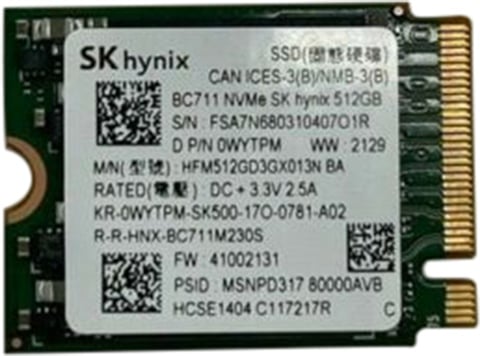 SK hynix
SSD(固態硬碟)
CAN ICES-3(B)/NMB-3(B)
BC711 NVMe SK hynix 512GB
S/N : FSA7N680310407O1R
D P/N 0WYTPM WW : 2129
M/N(型號) : HFM512GD3GX013N BA
RATED(電壓) : DC + 3.3V 2.5A
KR-0WYTPM-SK500-17O-0781-A02
R-R-HNX-BC711M230S
FW : 41002131
PSID : MSNPD317 80000AVB
HCSE1404 C117217R C